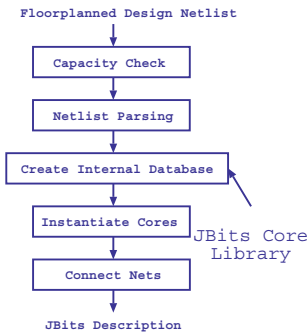 Floorplanned Design Netlist
Capacity Check
Netlist Parsing
Create Internal Database
Instantiate Cores
JBits Core
Library
Connect Nets
JBits Description